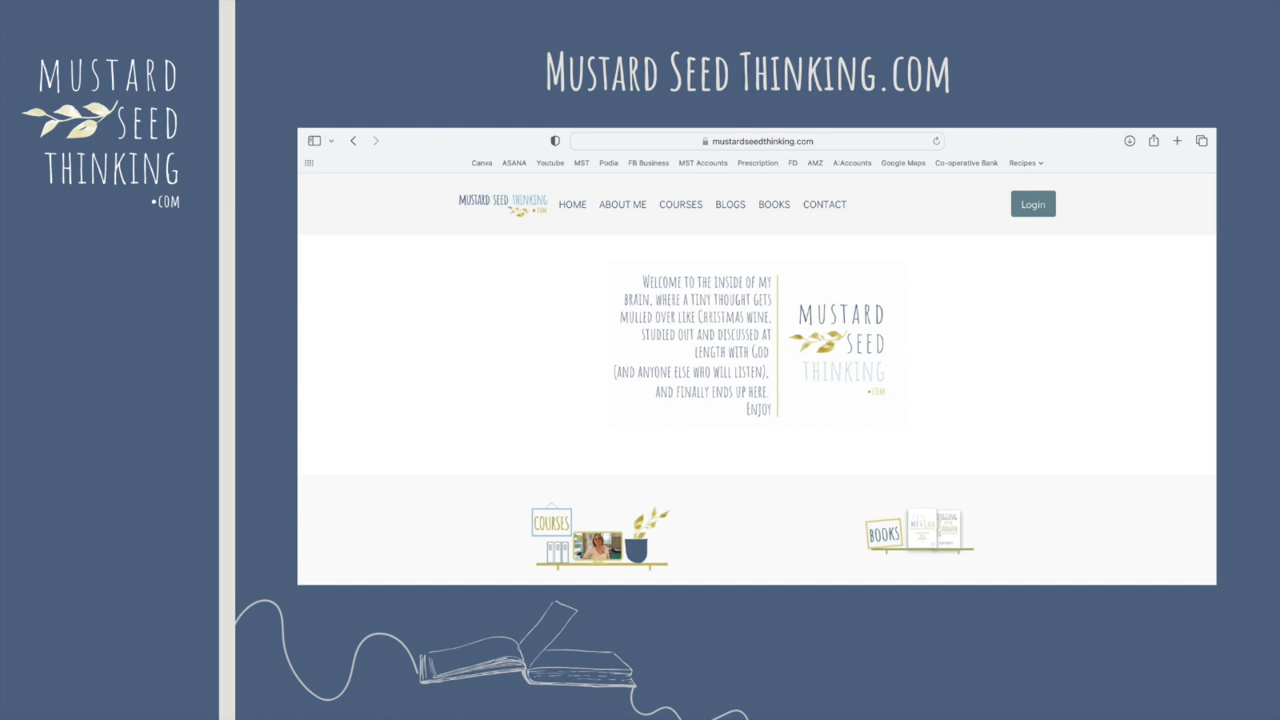 MUSTARD
SEED
THINKING
.COM
MUSTARD SEED THINKING.COM
mustardseedthinking.com
Canva ASANA Youtube MST Podia FB Business MST Accounts Prescription FD AMZ A:Accounts Google Maps Co-operative Bank Recipes
MUSTARD SEED THINKING
.COM
HOME ABOUT ME COURSES BLOGS BOOKS CONTACT
Login
WELCOME TO THE INSIDE OF MY
BRAIN, WHERE A TINY THOUGHT GETS
MULLED OVER LIKE CHRISTMAS WINE,
STUDIED OUT AND DISCUSSED AT
LENGTH WITH GOD
(AND ANYONE ELSE WHO WILL LISTEN),
AND FINALLY ENDS UP HERE.
ENJOY
MUSTARD
SEED
THINKING
.COM
COURSES
BOOKS